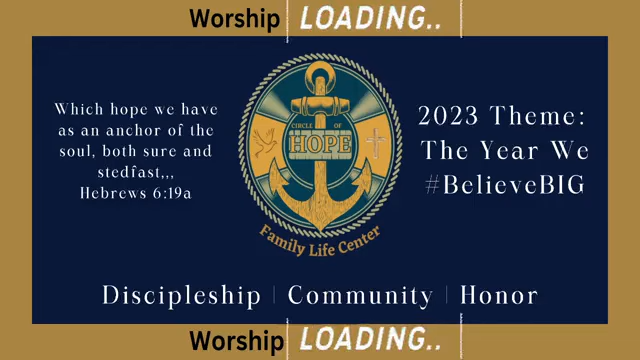 Worship LOADING..
Which hope we have
as an anchor of the
soul, both sure and
stedfast,,,
Hebrews 6:19a
CIRCLE OF
HOPE
Family Life Center
2023 Theme:
The Year We
#BelieveBIG
Discipleship | Community | Honor
Worship LOADING..